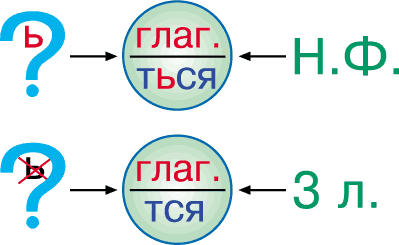 ь глаг. Н.Ф.
ться
ь глаг. 3 л.
тся